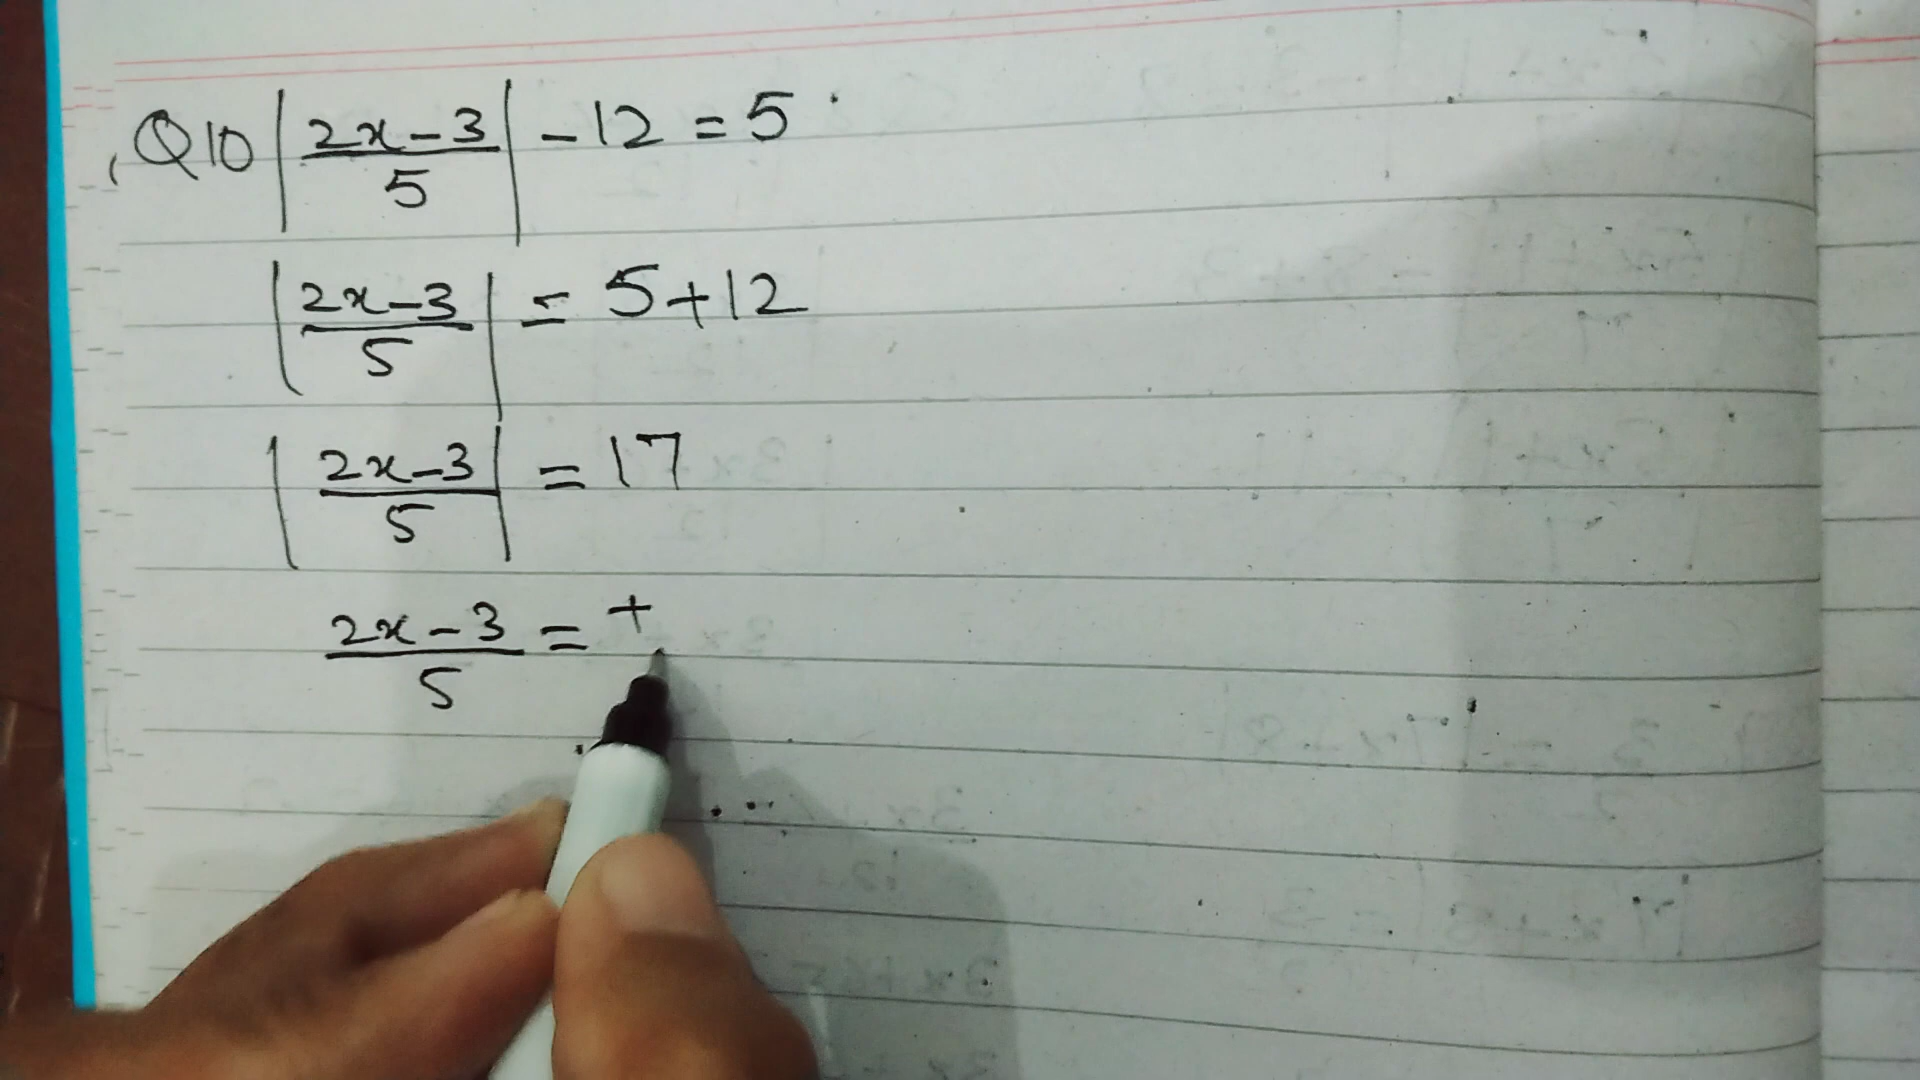 Q10 |2x-3/5| - 12 = 5
|2x-3/5| = 5+12
|2x-3/5| = 17
2x-3/5 = +